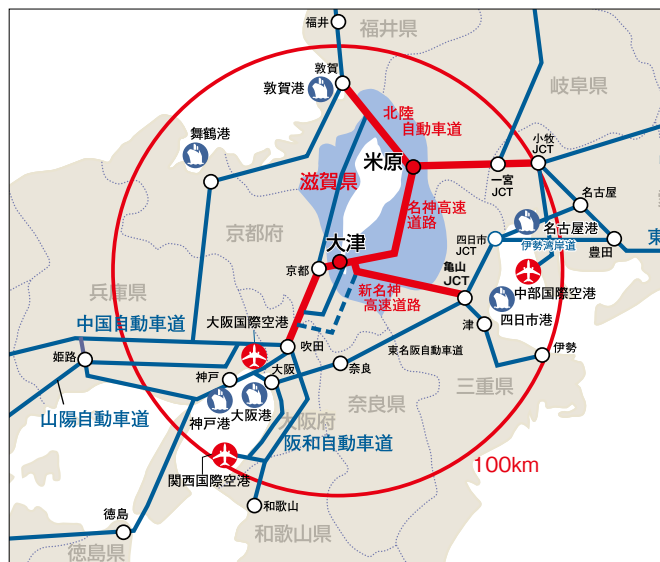 福井
福井県
敦賀
敦賀港
岐阜県
舞鶴港
北陸
自動車道
小牧
JCT
米原
一宮
JCT
滋賀県
名古屋
名神高速
道路
京都府
名古屋港
四日市
JCT
伊勢湾岸道
豊田
東
大津
京都
亀山
JCT
新名神
高速道路
中部国際空港
兵庫県
中国自動車道
大阪国際空港
四日市港
津
吹田
東名阪自動車道
姫路
伊勢
神戸
大阪
奈良
三重県
山陽自動車道
神戸港
大阪港
大阪府
奈良県
阪和自動車道
100km
関西国際空港
和歌山
徳島
和歌山県
徳島県